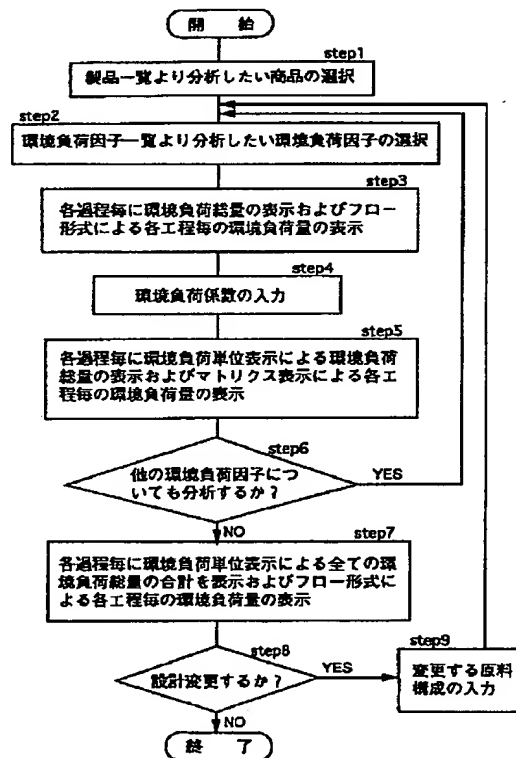 開始
step1
製品一覧より分析したい商品の選択
step2
環境負荷因子一覧より分析したい環境負荷因子の選択
step3
各過程毎に環境負荷総量の表示およびフロー
形式による各工程毎の環境負荷量の表示
step4
環境負荷係数の入力
step5
各過程毎に環境負荷単位表示による環境負荷
総量の表示およびマトリクス表示による各工
程毎の環境負荷量の表示
step6
他の環境負荷因子につ
いても分析するか？
YES
NO
step7
各過程毎に環境負荷単位表示による全ての環
境負荷総量の合計を表示およびフロー形式に
よる各工程毎の環境負荷量の表示
step8
設計変更するか？
YES
step9
変更する原料
構成の入力
NO
終了